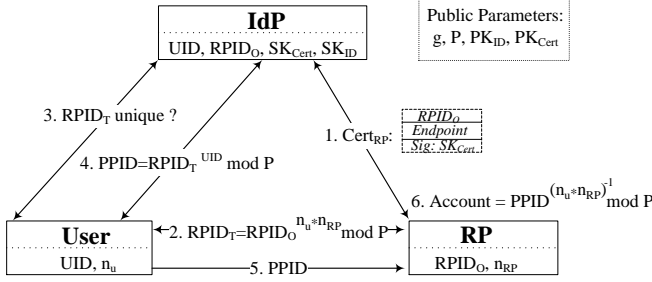 IdP
UID, RPID_O, SK_Cert, SK_ID
Public Parameters:
g, P, PK_ID, PK_Cert
3. RPID_T unique ?
1. Cert_RP:
RPID_O
Endpoint
Sig: SK_Cert
4. PPID=RPID_T^UID mod P
6. Account = PPID^(n_u*n_RP)^-1 mod P
User
UID, n_u
2. RPID_T=RPID_O^n_u*n_RP mod P
5. PPID
RP
RPID_O, n_RP